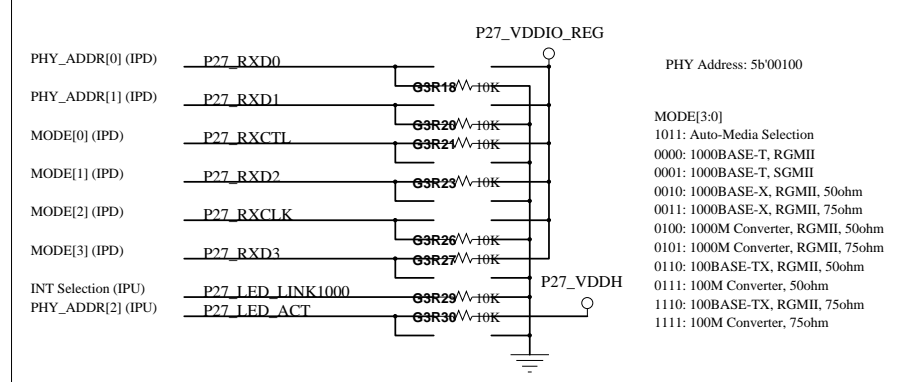 P27_VDDIO_REG
PHY_ADDR[0] (IPD) P27_RXD0
PHY Address: 5b'00100
G3R18 10K
PHY_ADDR[1] (IPD) P27_RXD1
G3R20 10K
MODE[0] (IPD) P27_RXCTL
G3R21 10K
MODE[1] (IPD) P27_RXD2
G3R23 10K
MODE[2] (IPD) P27_RXCLK
G3R26 10K
MODE[3] (IPD) P27_RXD3
G3R27 10K
P27_VDDH
INT Selection (IPU) P27_LED_LINK1000
G3R29 10K
PHY_ADDR[2] (IPU) P27_LED_ACT
G3R30 10K
MODE[3:0]
1011: Auto-Media Selection
0000: 1000BASE-T, RGMII
0001: 1000BASE-T, SGMII
0010: 1000BASE-X, RGMII, 50ohm
0011: 1000BASE-X, RGMII, 75ohm
0100: 1000M Converter, RGMII, 50ohm
0101: 1000M Converter, RGMII, 75ohm
0110: 100BASE-TX, RGMII, 50ohm
0111: 100M Converter, 50ohm
1110: 100BASE-TX, RGMII, 75ohm
1111: 100M Converter, 75ohm